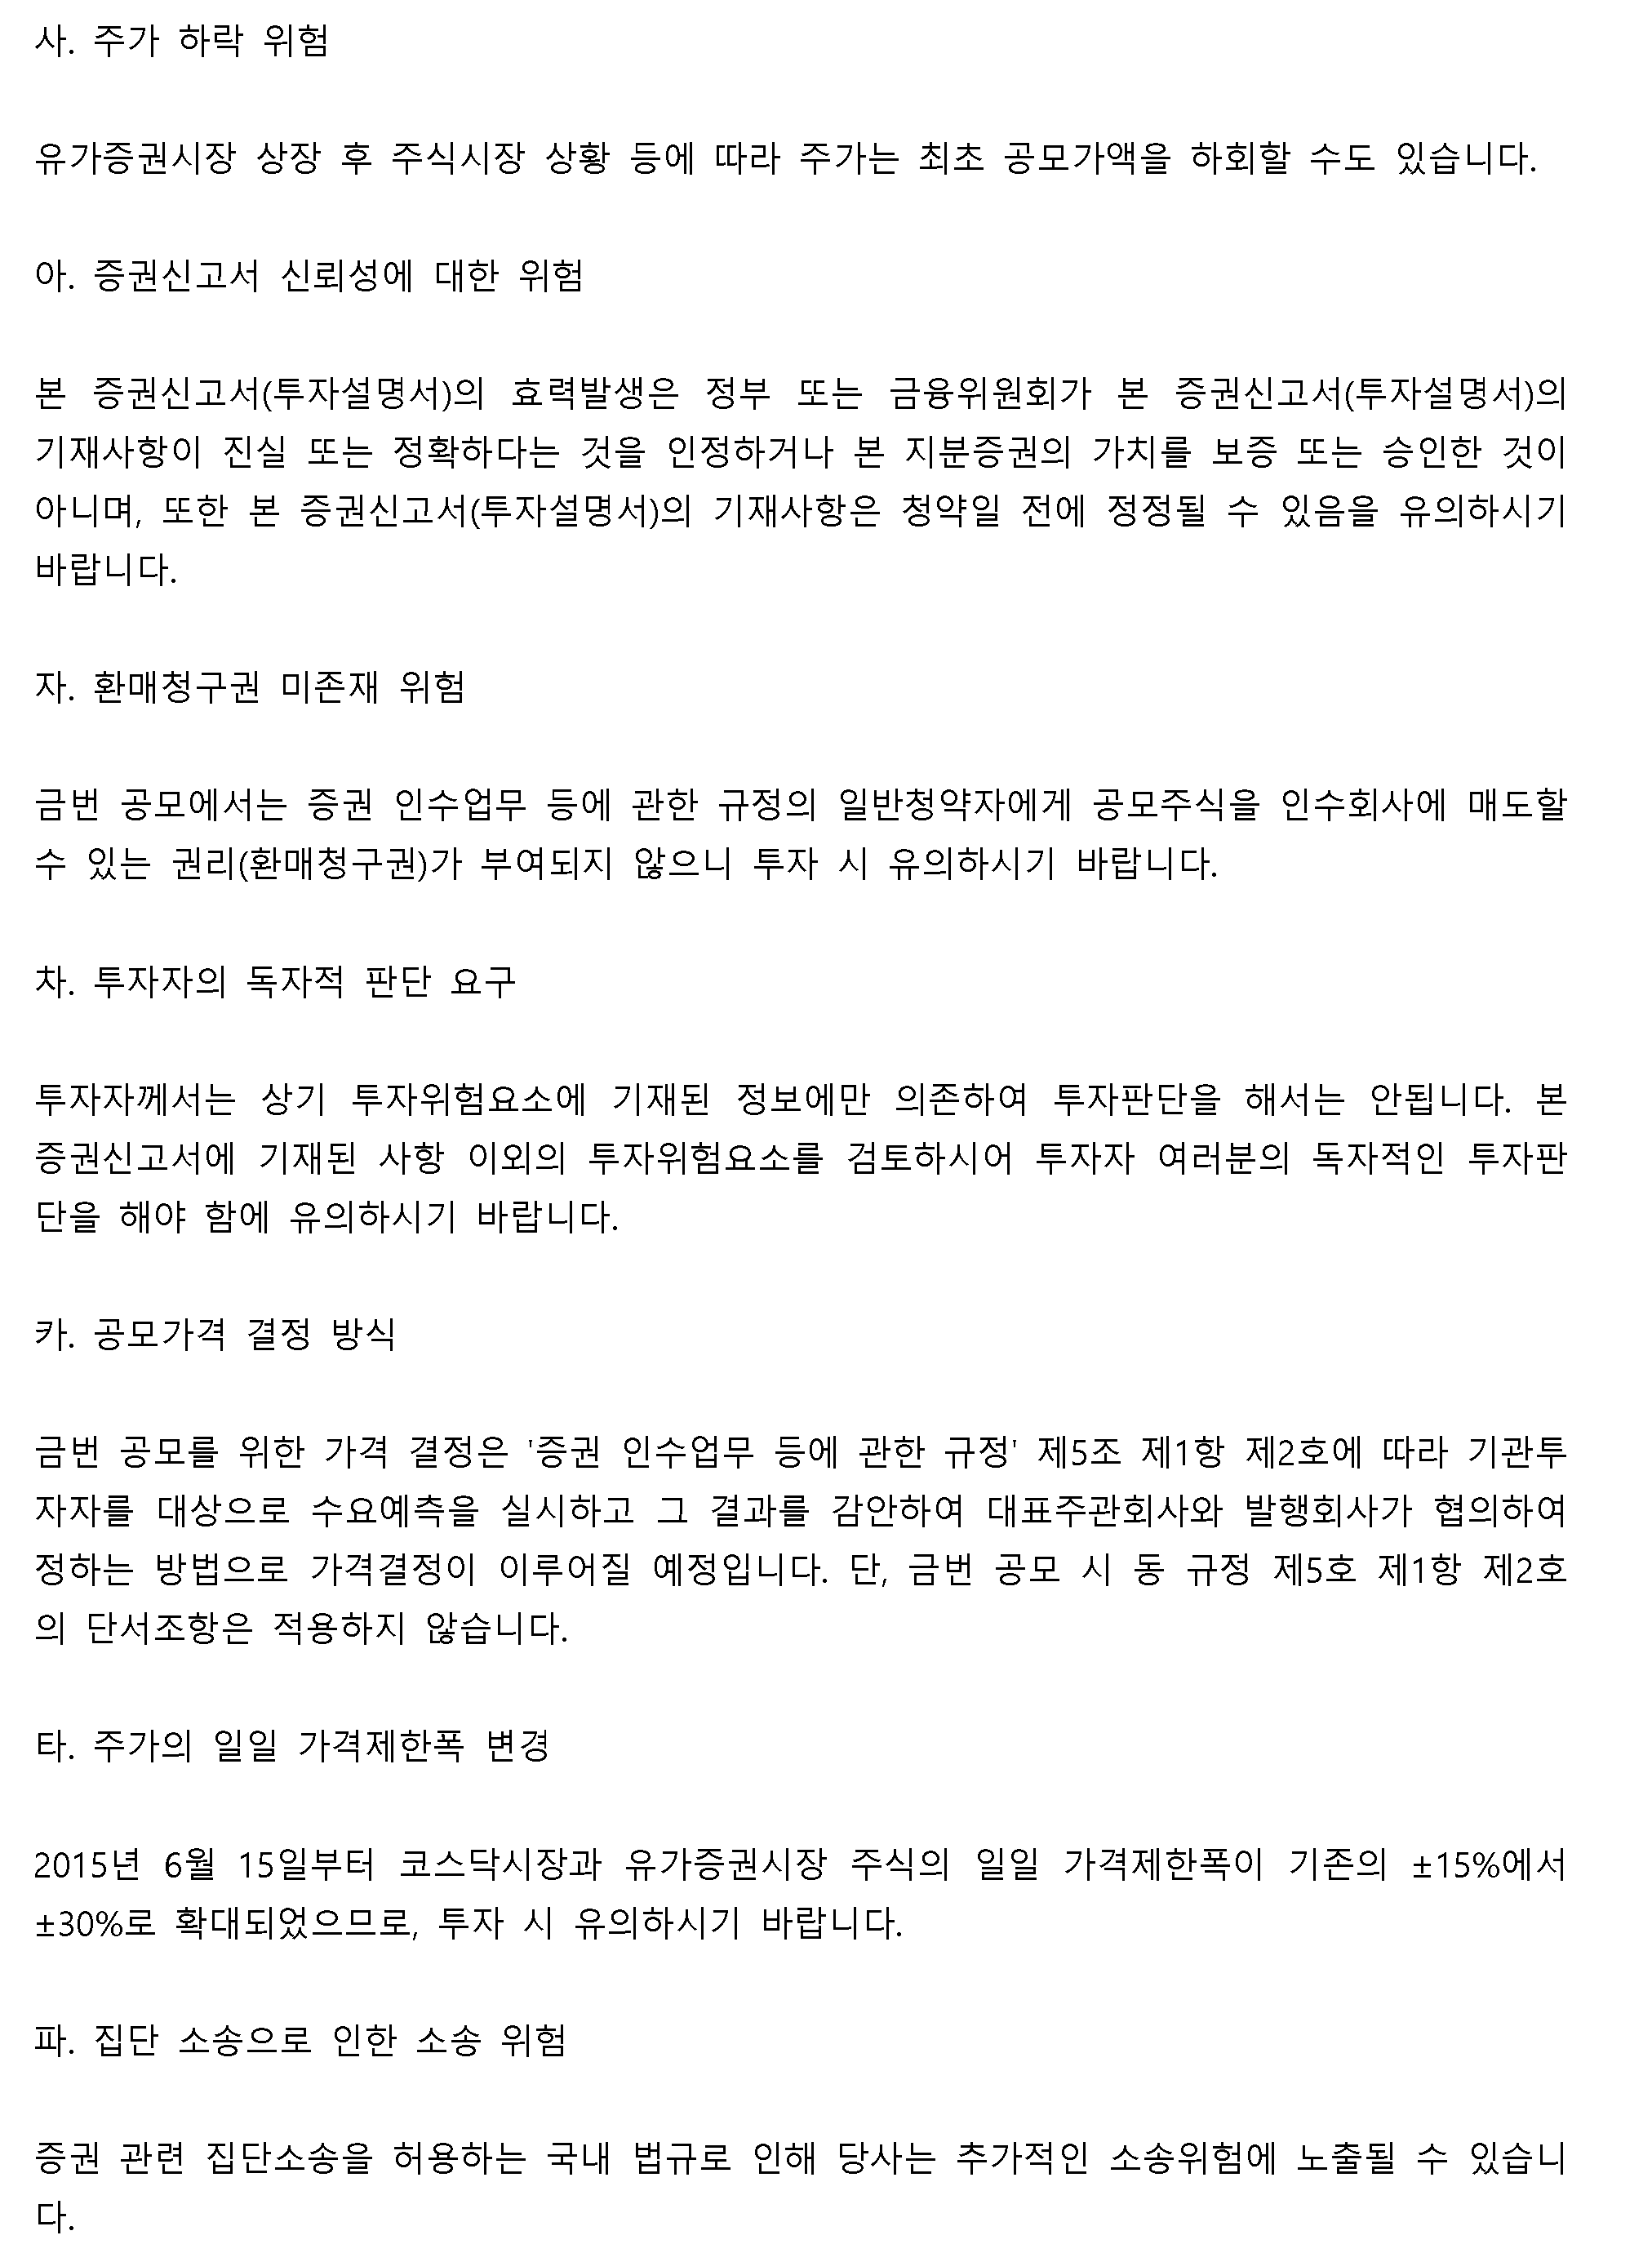 사. 주가 하락 위험
유가증권시장 상장 후 주식시장 상황 등에 따라 주가는 최초 공모가액을 하회할 수도 있습니다.
아. 증권신고서 신뢰성에 대한 위험
본 증권신고서(투자설명서)의 효력발생은 정부 또는 금융위원회가 본 증권신고서(투자설명서)의
기재사항이 진실 또는 정확하다는 것을 인정하거나 본 지분증권의 가치를 보증 또는 승인한 것이
아니며, 또한 본 증권신고서(투자설명서)의 기재사항은 청약일 전에 정정될 수 있음을 유의하시기
바랍니다.
자. 환매청구권 미존재 위험
금번 공모에서는 증권 인수업무 등에 관한 규정의 일반청약자에게 공모주식을 인수회사에 매도할
수 있는 권리(환매청구권)가 부여되지 않으니 투자 시 유의하시기 바랍니다.
차. 투자자의 독자적 판단 요구
투자자께서는 상기 투자위험요소에 기재된 정보에만 의존하여 투자판단을 해서는 안됩니다. 본
증권신고서에 기재된 사항 이외의 투자위험요소를 검토하시어 투자자 여러분의 독자적인 투자판
단을 해야 함에 유의하시기 바랍니다.
카. 공모가격 결정 방식
금번 공모를 위한 가격 결정은 '증권 인수업무 등에 관한 규정' 제5조 제1항 제2호에 따라 기관투
자자를 대상으로 수요예측을 실시하고 그 결과를 감안하여 대표주관회사와 발행회사가 협의하여
정하는 방법으로 가격결정이 이루어질 예정입니다. 단, 금번 공모 시 동 규정 제5호 제1항 제2호
의 단서조항은 적용하지 않습니다.
타. 주가의 일일 가격제한폭 변경
2015년 6월 15일부터 코스닥시장과 유가증권시장 주식의 일일 가격제한폭이 기존의 ±15%에서
±30%로 확대되었으므로, 투자 시 유의하시기 바랍니다.
파. 집단 소송으로 인한 소송 위험
증권 관련 집단소송을 허용하는 국내 법규로 인해 당사는 추가적인 소송위험에 노출될 수 있습니
다.